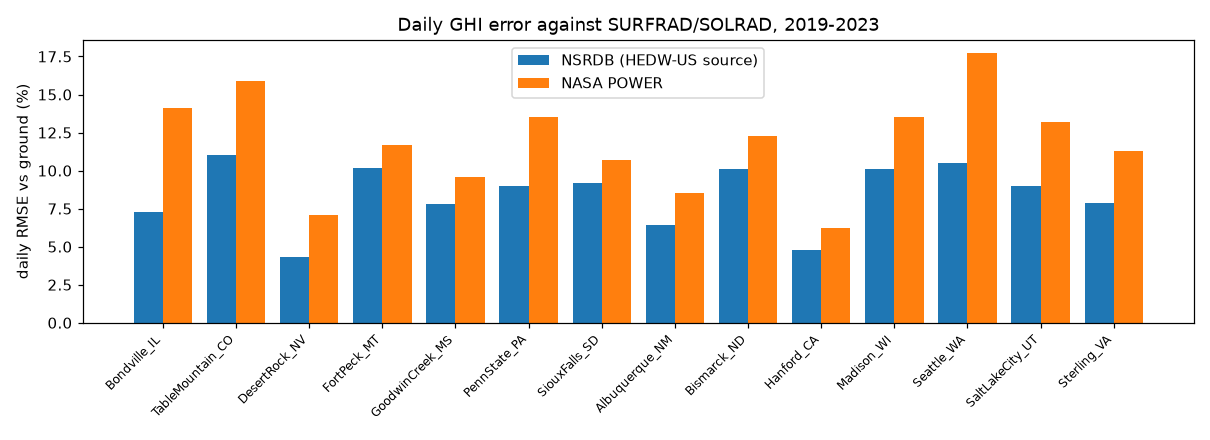 Daily GHI error against SURFRAD/SOLRAD, 2019-2023
NSRDB (HEDW-US source)
NASA POWER
daily RMSE vs ground (%)
17.5
15.0
12.5
10.0
7.5
5.0
2.5
0.0
Bondville_IL
TableMountain_CO
DesertRock_NV
FortPeck_MT
GoodwinCreek_MS
PennState_PA
SiouxFalls_SD
Albuquerque_NM
Bismarck_ND
Hanford_CA
Madison_WI
Seattle_WA
SaltLakeCity_UT
Sterling_VA